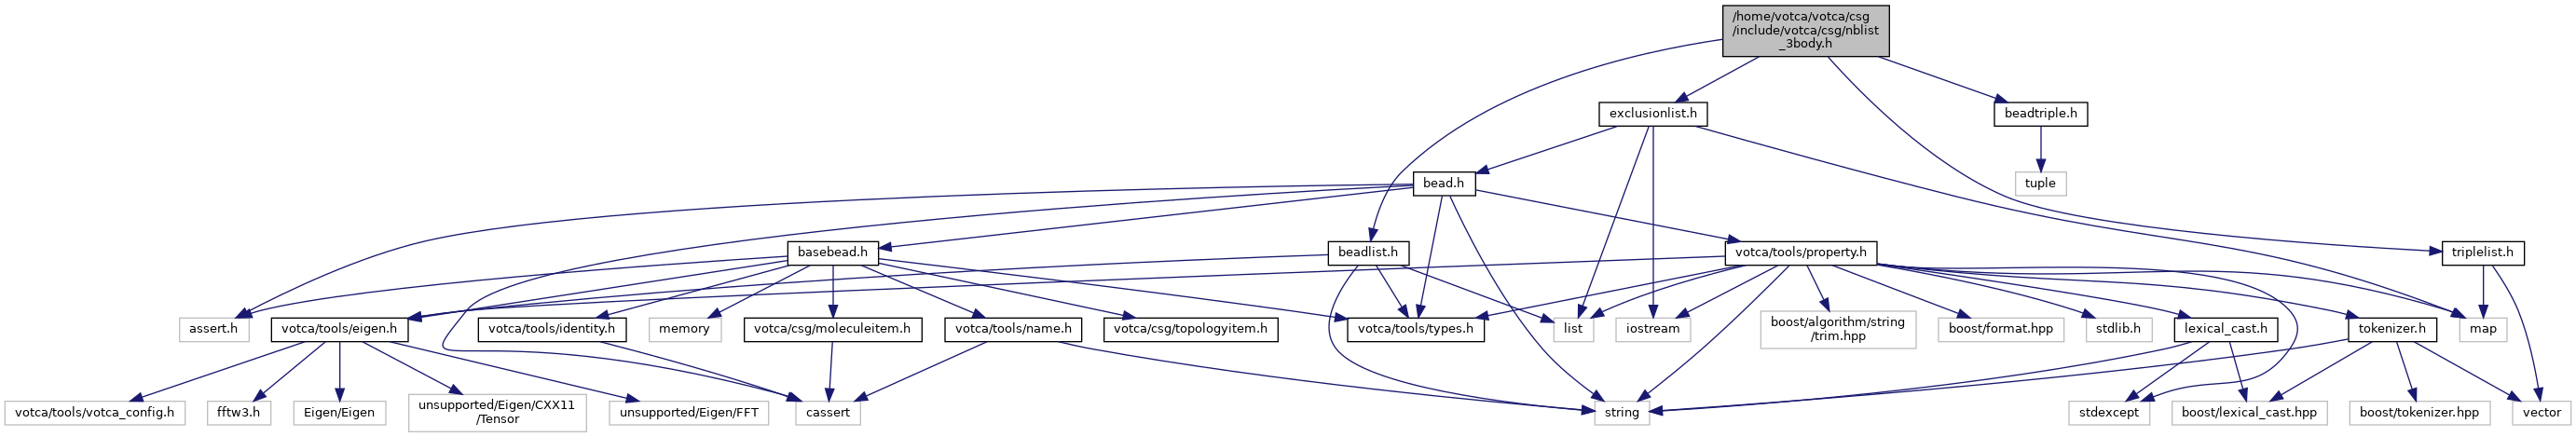 /home/votca/votca/csg
/include/votca/csg/nblist
_3body.h
exclusionlist.h
beadtriple.h
bead.h
tuple
basebead.h
beadlist.h
votca/tools/property.h
triplelist.h
assert.h
votca/tools/eigen.h
votca/tools/identity.h
memory
votca/csg/moleculeitem.h
votca/tools/name.h
votca/csg/topologyitem.h
votca/tools/types.h
list
iostream
boost/algorithm/string
/trim.hpp
boost/format.hpp
stdlib.h
lexical_cast.h
tokenizer.h
map
votca/tools/votca_config.h
fftw3.h
Eigen/Eigen
unsupported/Eigen/CXX11
/Tensor
unsupported/Eigen/FFT
cassert
string
stdexcept
boost/lexical_cast.hpp
boost/tokenizer.hpp
vector